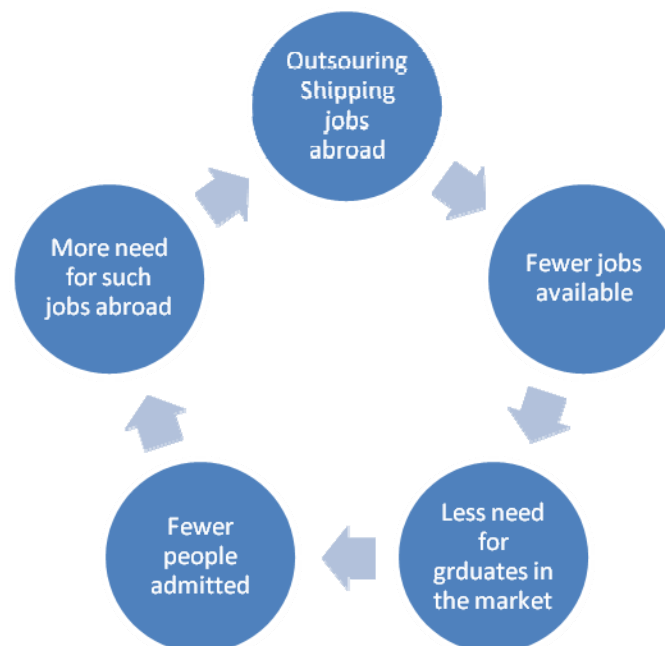 Outsouring
Shipping
jobs
abroad
Fewer jobs
available
Less need
for
grduates in
the market
Fewer
people
admitted
More need
for such
jobs abroad